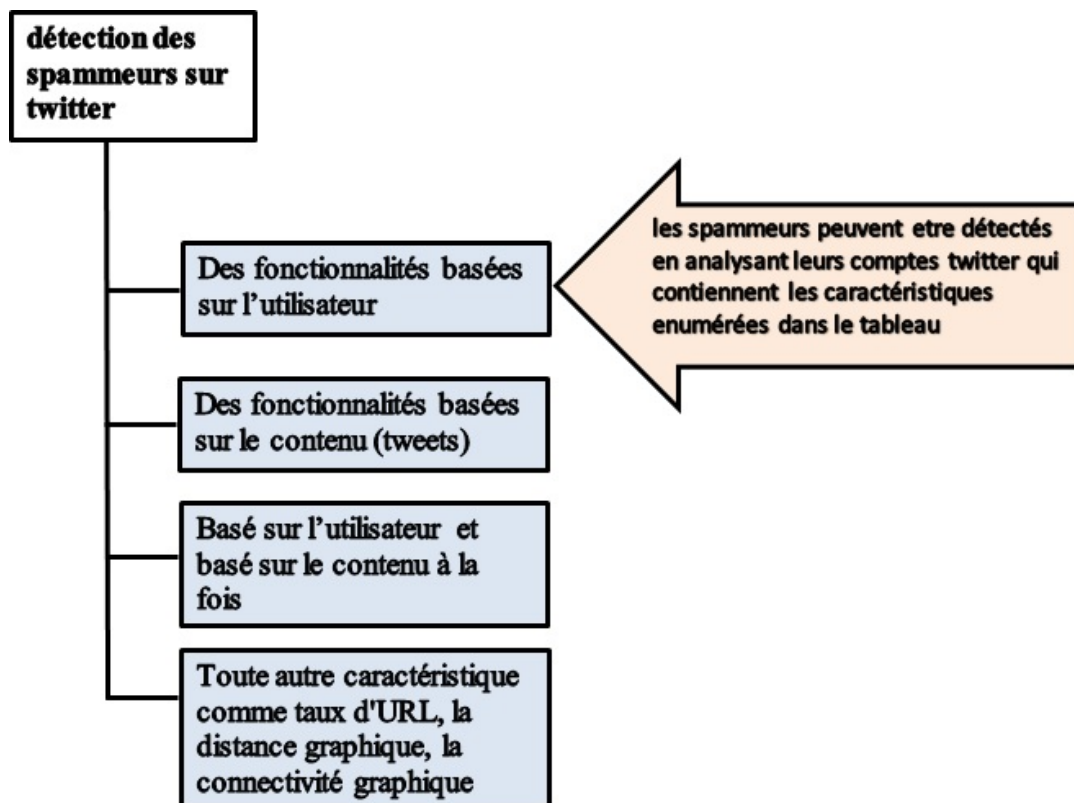 détection des
spammeurs sur
twitter
Des fonctionnalités basées
sur l'utilisateur
les spammeurs peuvent etre détectés
en analysant leurs comptes twitter qui
contiennent les caractéristiques
enumérées dans le tableau
Des fonctionnalités basées
sur le contenu (tweets)
Basé sur l'utilisateur et
basé sur le contenu à la
fois
Toute autre caractéristique
comme taux d'URL, la
distance graphique, la
connectivité graphique